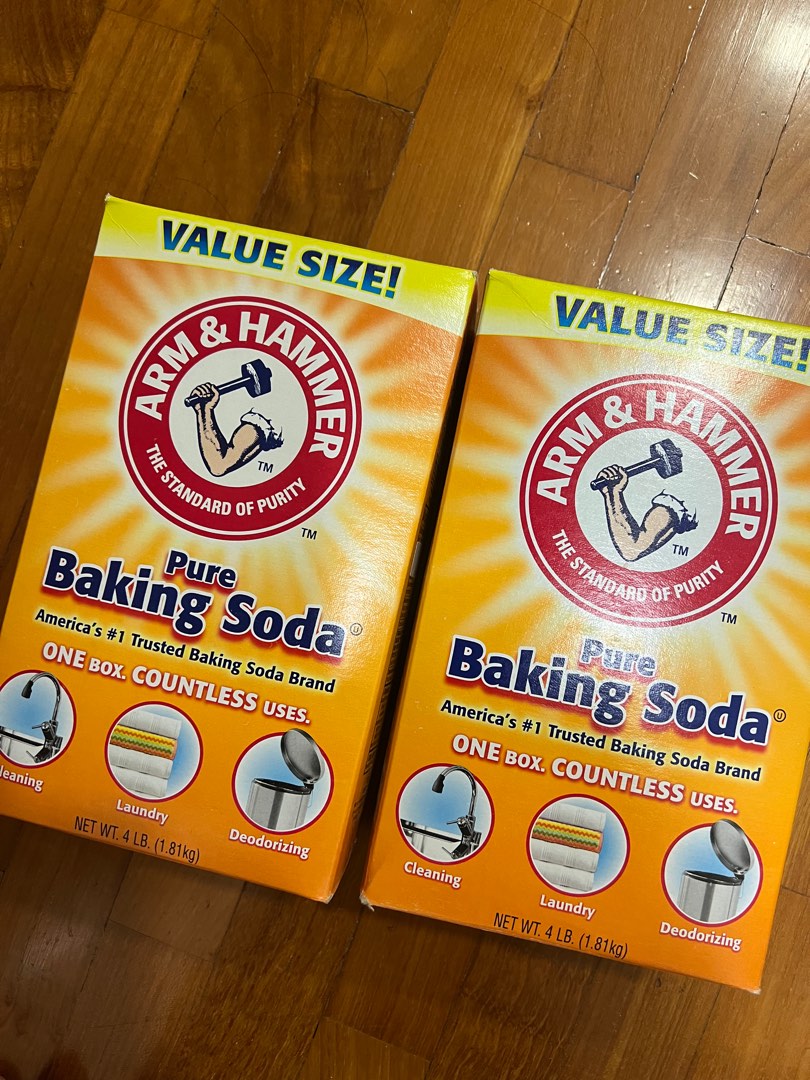 VALUE SIZE!
ARM & HAMMER
THE STANDARD OF PURITY
TM
TM
Pure
Baking Soda
America's #1 Trusted Baking Soda Brand
ONE BOX. COUNTLESS USES.
leaning
Laundry
Deodorizing
NET WT. 4 LB. (1.81kg)
VALUE SIZE!
ARM & HAMMER
THE STANDARD OF PURITY
TM
TM
Pure
Baking Soda
America's #1 Trusted Baking Soda Brand
ONE BOX. COUNTLESS USES.
Cleaning
Laundry
Deodorizing
NET WT. 4 LB. (1.81kg)